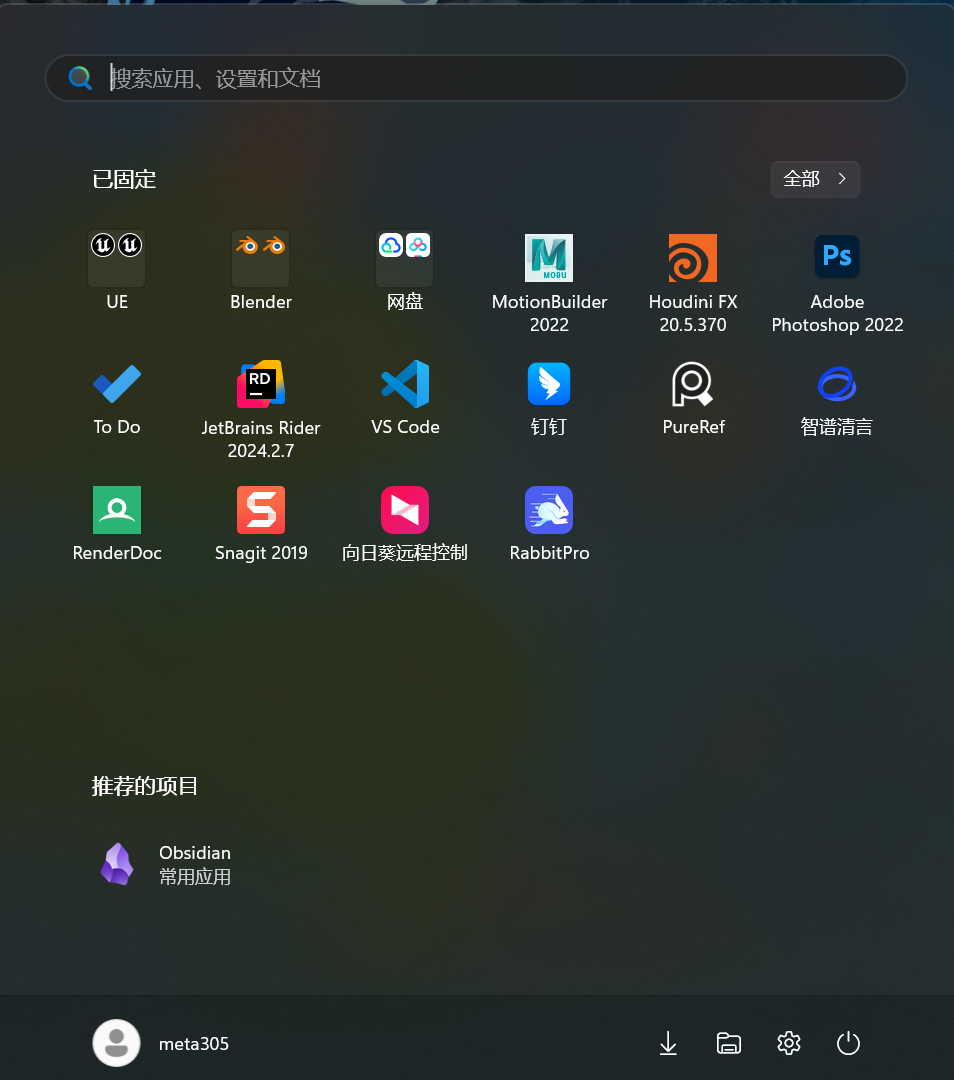 搜索应用、设置和文档
已固定
全部
UE
Blender
网盘
MotionBuilder
2022
Houdini FX
20.5.370
Ps
Adobe
Photoshop 2022
MOBU
To Do
RD
JetBrains Rider
2024.2.7
VS Code
钉钉
PureRef
智谱清言
RenderDoc
Snagit 2019
向日葵远程控制
RabbitPro
推荐的项目
Obsidian
常用应用
meta305